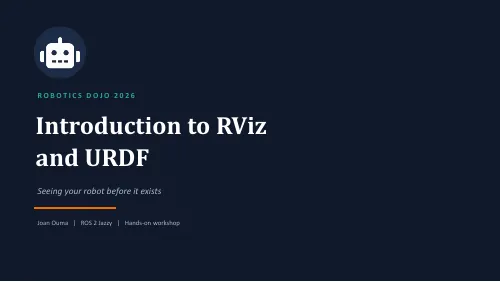 ROBOTICS DOJO 2026
Introduction to RViz
and URDF
Seeing your robot before it exists
Joan Ouma | ROS 2 Jazzy | Hands-on workshop